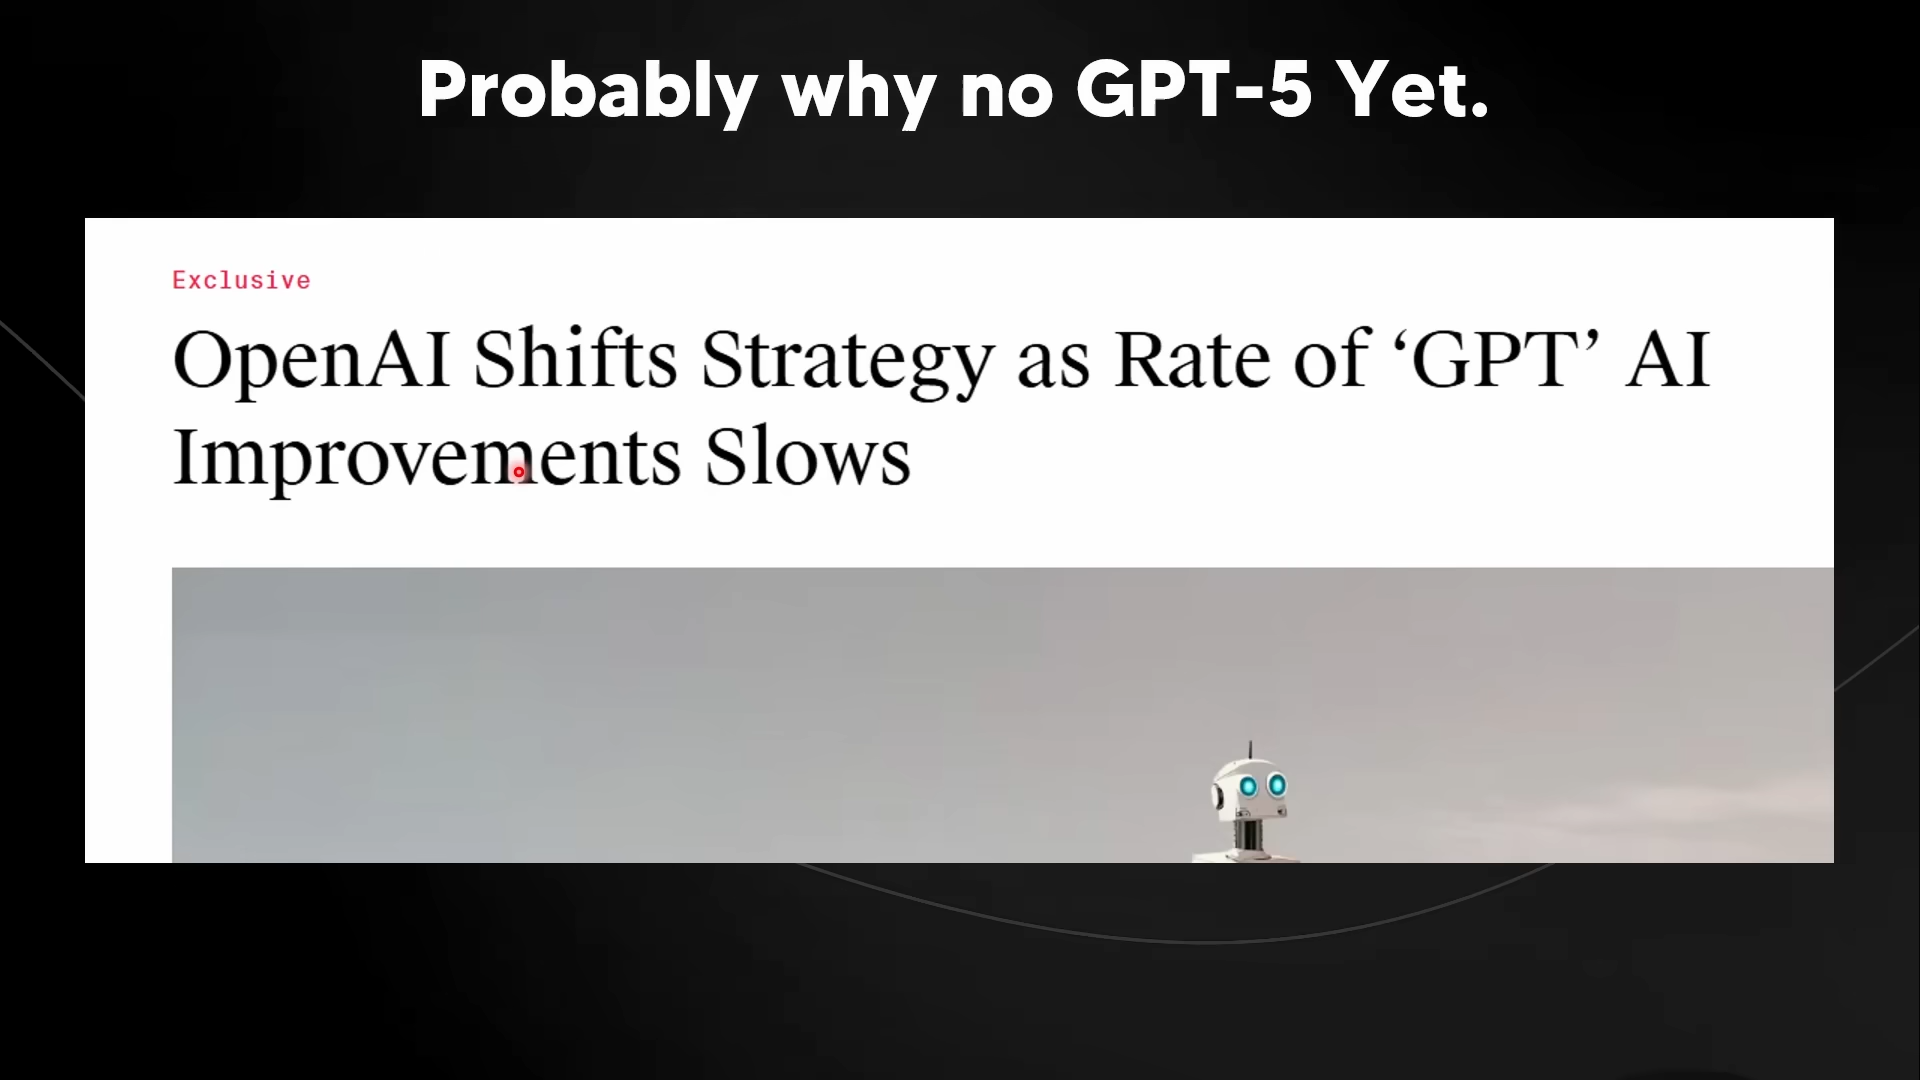 Probably why no GPT-5 Yet.
Exclusive
OpenAI Shifts Strategy as Rate of ‘GPT’ AI
Improvements Slows